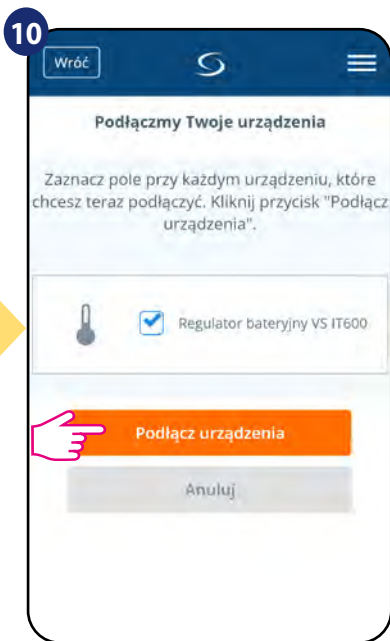 10
Wróć
Podłączmy Twoje urządzenia
Zaznacz pole przy każdym urządzeniu, które
chcesz teraz podłączyć. Kliknij przycisk "Podłącz
urządzenia".
Regulator bateryjny VS IT600
Podłącz urządzenia
Anuluj